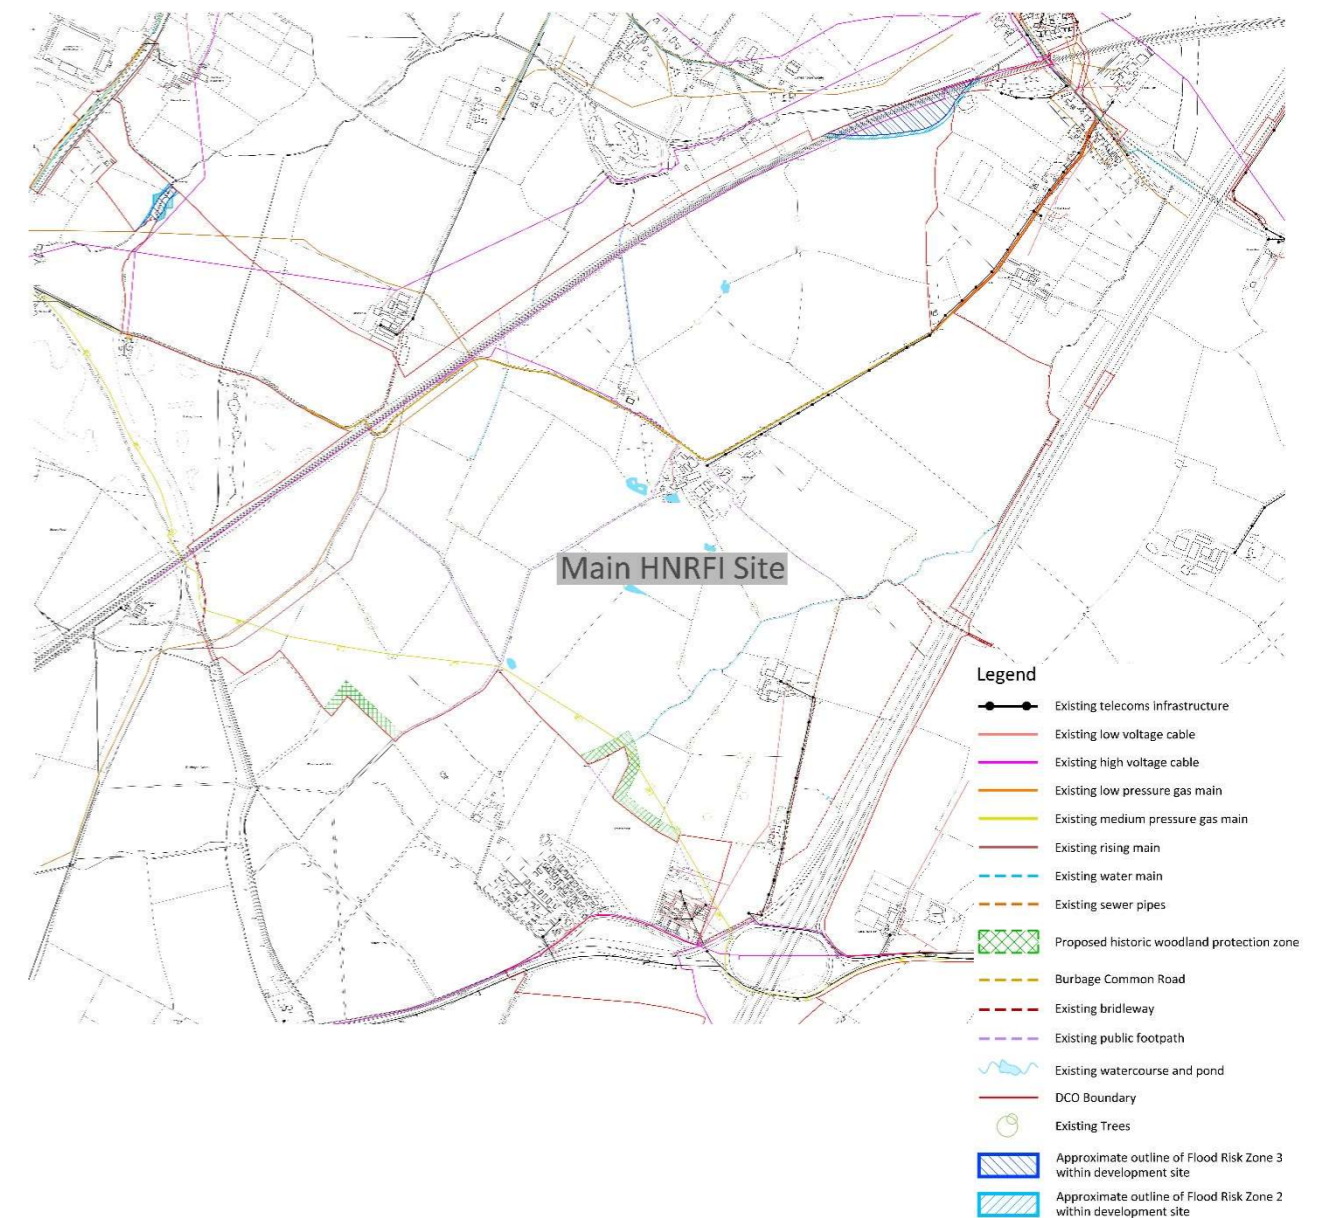 Main HNRFI Site
Legend
Existing telecoms infrastructure
Existing low voltage cable
Existing high voltage cable
Existing low pressure gas main
Existing medium pressure gas main
Existing rising main
Existing water main
Existing sewer pipes
Proposed historic woodland protection zone
Burbage Common Road
Existing bridleway
Existing public footpath
Existing watercourse and pond
DCO Boundary
Existing Trees
Approximate outline of Flood Risk Zone 3
within development site
Approximate outline of Flood Risk Zone 2
within development site